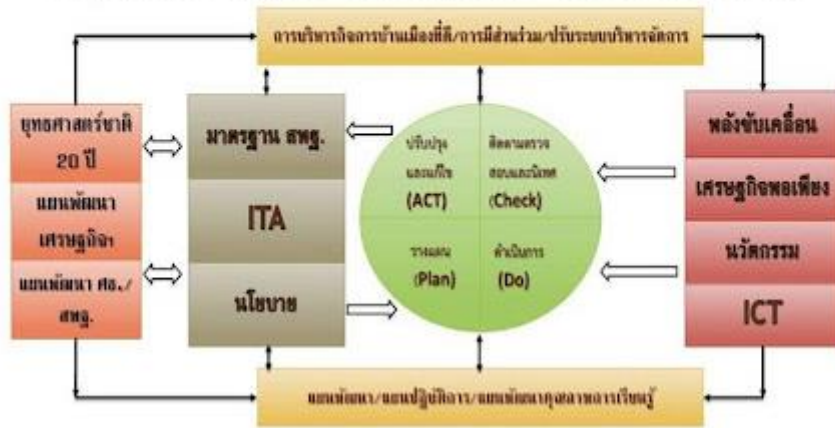 การบริหารกิจการบ้านเมืองที่ดี/การมีส่วนร่วม/ปรับระบบบริหารจัดการ
ยุทธศาสตร์ชาติ
20 ปี
แผนพัฒนา
เศรษฐกิจฯ
แผนพัฒนา ศธ./
สพฐ.
มาตรฐาน สพฐ.
ITA
นโยบาย
ปรับปรุง
และแก้ไข
(ACT)
ติดตามตรวจ
สอบและนิเทศ
(Check)
วางแผน
(Plan)
ดำเนินการ
(Do)
พลังขับเคลื่อน
เศรษฐกิจพอเพียง
นวัตกรรม
ICT
แผนพัฒนา/แผนปฏิบัติการ/แผนพัฒนาคุณภาพการเรียนรู้